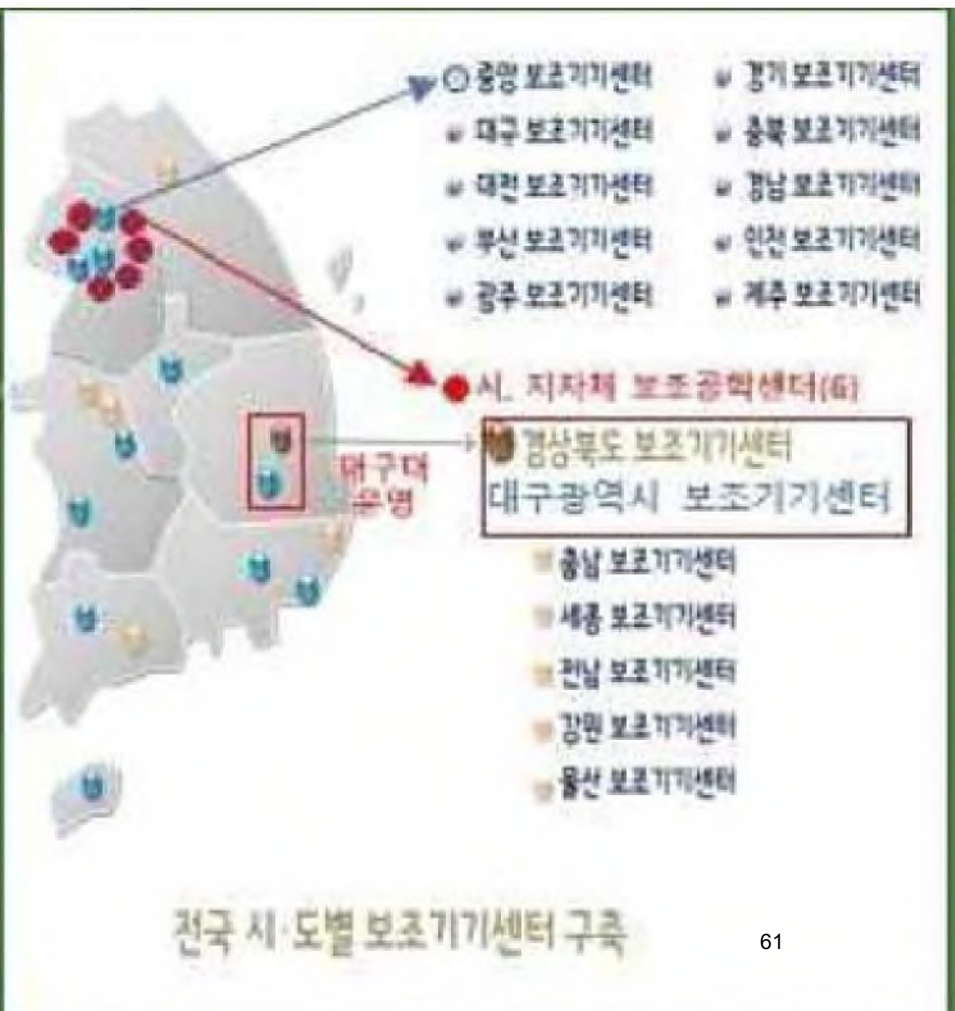 중앙 보조기기센터
경기 보조기기센터
대구 보조기기센터
충북 보조기기센터
대전 보조기기센터
경남 보조기기센터
부산 보조기기센터
인천 보조기기센터
광주 보조기기센터
제주 보조기기센터
시. 지자체 보조공학센터(6)
경상북도 보조기기센터
대구대
운영
대구광역시 보조기기센터
충남 보조기기센터
세종 보조기기센터
전남 보조기기센터
강원 보조기기센터
울산 보조기기센터
전국 시·도별 보조기기센터 구축
61